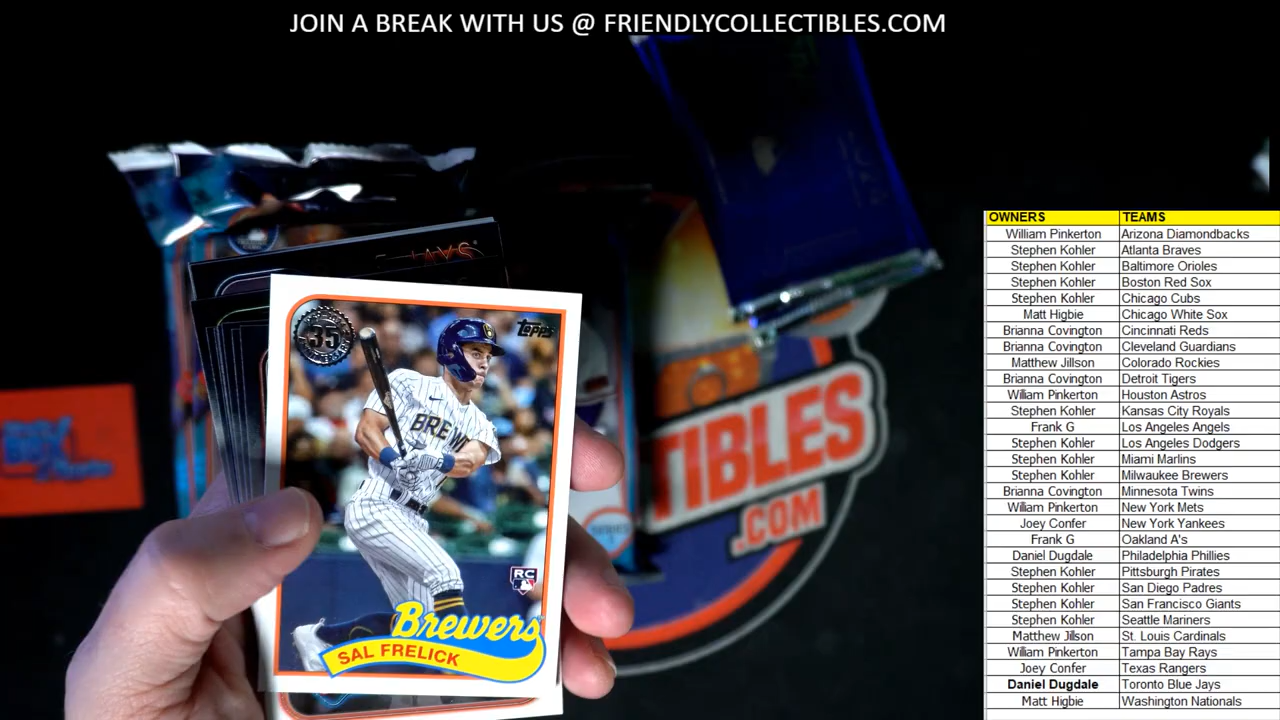 JOIN A BREAK WITH US @ FRIENDLYCOLLECTIBLES.COM
35
Topps
BREW
RC
Brewers
SAL FRELICK
TIBLES
.COM
SERIES
OWNERS TEAMS
William Pinkerton Arizona Diamondbacks
Stephen Kohler Atlanta Braves
Stephen Kohler Baltimore Orioles
Stephen Kohler Boston Red Sox
Stephen Kohler Chicago Cubs
Matt Higbie Chicago White Sox
Brianna Covington Cincinnati Reds
Brianna Covington Cleveland Guardians
Matthew Jillson Colorado Rockies
Brianna Covington Detroit Tigers
William Pinkerton Houston Astros
Stephen Kohler Kansas City Royals
Frank G Los Angeles Angels
Stephen Kohler Los Angeles Dodgers
Stephen Kohler Miami Marlins
Stephen Kohler Milwaukee Brewers
Brianna Covington Minnesota Twins
William Pinkerton New York Mets
Joey Confer New York Yankees
Frank G Oakland A's
Daniel Dugdale Philadelphia Phillies
Stephen Kohler Pittsburgh Pirates
Stephen Kohler San Diego Padres
Stephen Kohler San Francisco Giants
Stephen Kohler Seattle Mariners
Matthew Jillson St. Louis Cardinals
William Pinkerton Tampa Bay Rays
Joey Confer Texas Rangers
Daniel Dugdale Toronto Blue Jays
Matt Higbie Washington Nationals